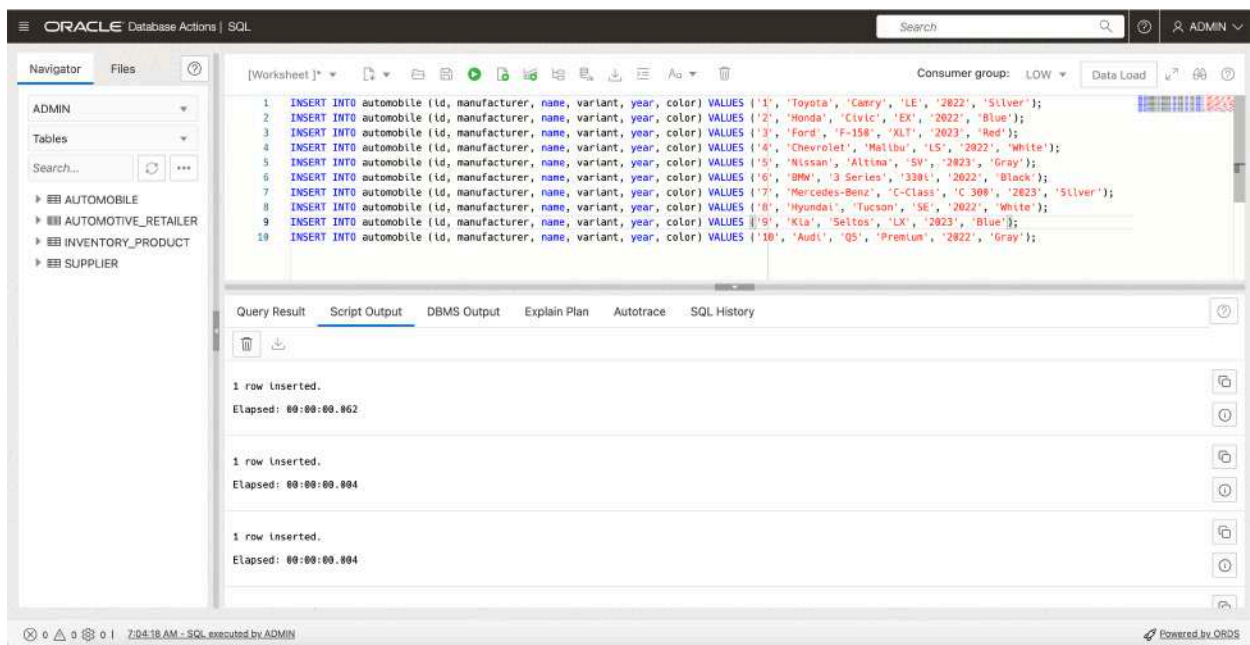 ORACLE Database Actions | SQL
Search
ADMIN
Navigator Files
ADMIN
Tables
Search...
AUTOMOBILE
AUTOMOTIVE_RETAILER
INVENTORY_PRODUCT
SUPPLIER
[Worksheet]* Aa Consumer group: LOW Data Load
1 INSERT INTO automobile (id, manufacturer, name, variant, year, color) VALUES ('1', 'Toyota', 'Camry', 'LE', '2022', 'Silver');
2 INSERT INTO automobile (id, manufacturer, name, variant, year, color) VALUES ('2', 'Honda', 'Civic', 'EX', '2022', 'Blue');
3 INSERT INTO automobile (id, manufacturer, name, variant, year, color) VALUES ('3', 'Ford', 'F-150', 'XLT', '2023', 'Red');
4 INSERT INTO automobile (id, manufacturer, name, variant, year, color) VALUES ('4', 'Chevrolet', 'Malibu', 'LS', '2022', 'White');
5 INSERT INTO automobile (id, manufacturer, name, variant, year, color) VALUES ('5', 'Nissan', 'Altima', 'SV', '2023', 'Gray');
6 INSERT INTO automobile (id, manufacturer, name, variant, year, color) VALUES ('6', 'BMW', '3 Series', '330i', '2022', 'Black');
7 INSERT INTO automobile (id, manufacturer, name, variant, year, color) VALUES ('7', 'Mercedes-Benz', 'C-Class', 'C 300', '2023', 'Silver');
8 INSERT INTO automobile (id, manufacturer, name, variant, year, color) VALUES ('8', 'Hyundai', 'Tucson', 'SE', '2022', 'White');
9 INSERT INTO automobile (id, manufacturer, name, variant, year, color) VALUES ('9', 'Kia', 'Seltos', 'LX', '2023', 'Blue');
10 INSERT INTO automobile (id, manufacturer, name, variant, year, color) VALUES ('10', 'Audi', 'Q5', 'Premium', '2022', 'Gray');
Query Result Script Output DBMS Output Explain Plan Autotrace SQL History
1 row inserted.
Elapsed: 00:00:00.062
1 row inserted.
Elapsed: 00:00:00.004
1 row inserted.
Elapsed: 00:00:00.004
0 0 0 | 7:04:18 AM - SQL executed by ADMIN
Powered by ORDS